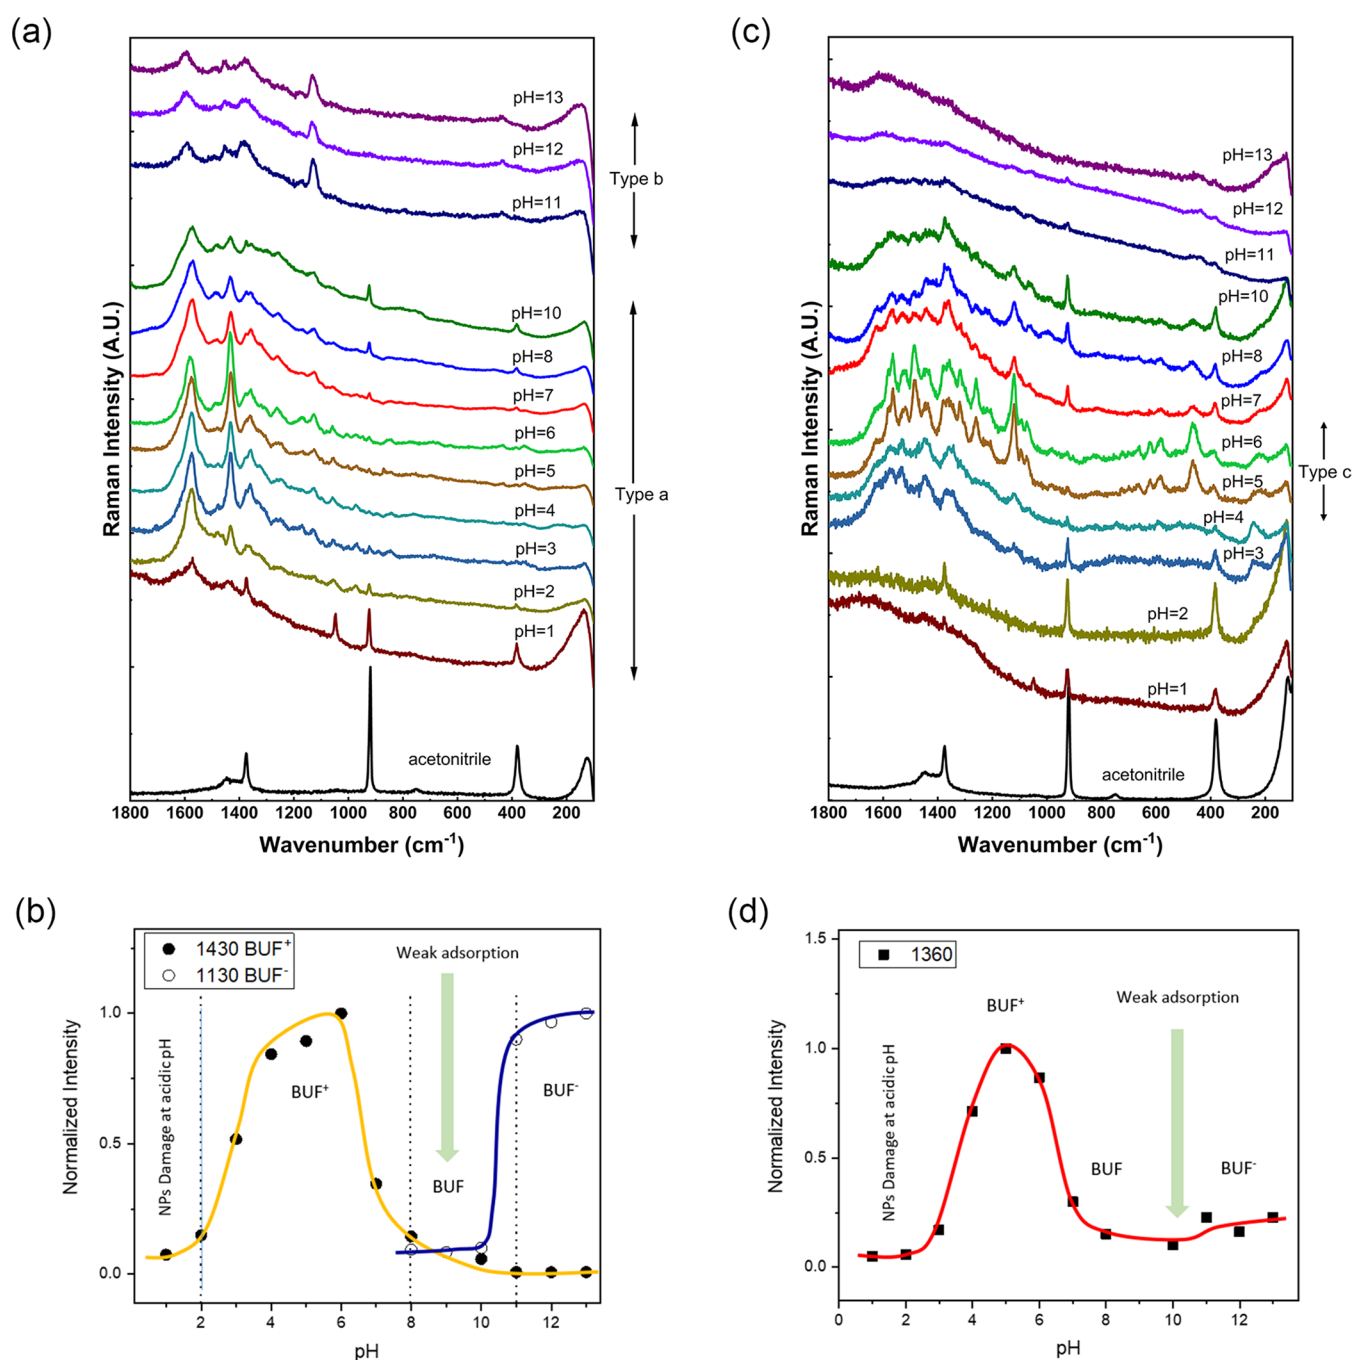 (a)
Raman Intensity (A.U.)
pH=13
pH=12
pH=11
pH=10
pH=8
pH=7
pH=6
pH=5
pH=4
pH=3
pH=2
pH=1
acetonitrile
Type b
Type a
1800 1600 1400 1200 1000 800 600 400 200
Wavenumber (cm⁻¹)
(c)
Raman Intensity (A.U.)
pH=13
pH=12
pH=11
pH=10
pH=8
pH=7
pH=6
pH=5
pH=4
pH=3
pH=2
pH=1
acetonitrile
Type c
1800 1600 1400 1200 1000 800 600 400 200
Wavenumber (cm⁻¹)
(b)
1430 BUF⁺
1130 BUF⁻
Weak adsorption
Normalized Intensity
1.0
0.5
0.0
NPs Damage at acidic pH
BUF⁺
BUF
BUF⁻
2 4 6 8 10 12
pH
(d)
1360
Weak adsorption
Normalized Intensity
1.5
1.0
0.5
0.0
NPs Damage at acidic pH
BUF⁺
BUF
BUF⁻
0 2 4 6 8 10 12
pH